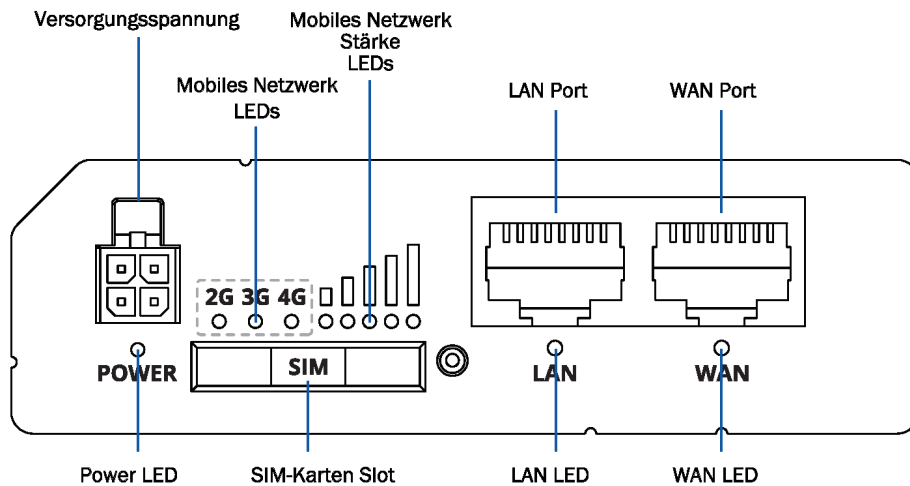 Versorgungsspannung
Mobiles Netzwerk
Stärke
LEDs
Mobiles Netzwerk
LEDs
LAN Port
WAN Port
2G 3G 4G
POWER
SIM
LAN
WAN
Power LED
SIM-Karten Slot
LAN LED
WAN LED